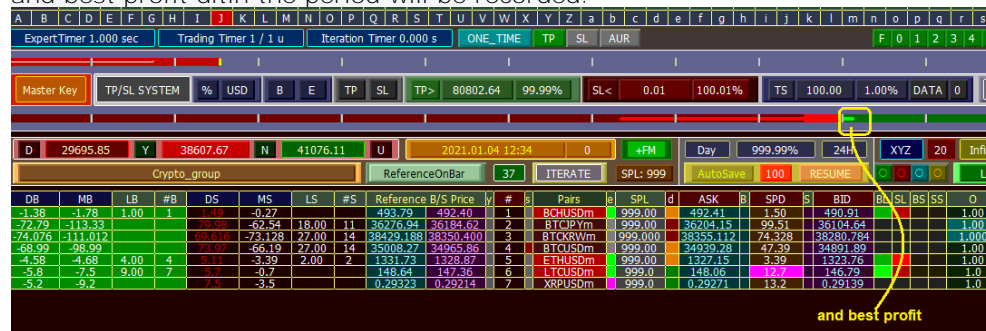 and best profit uitin the period will be recorded.
A B C D E F G H I J K L M N O P Q R S T U V W X Y Z a b c d e f g h i j k l m n o p q r s
ExpertTimer 1.000 sec Trading Timer 1 / 1 u Iteration Timer 0.000 s ONE_TIME TP SL AUR F 0 1 2 3 4
Master Key TP/SL SYSTEM % USD B E TP SL TP> 80802.64 99.99% SL< 0.01 100.01% TS 100.00 1.00% DATA 0
D 29695.85 Y 38607.67 N 41076.11 U 2021.01.04 12:34 0 +FM Day 999.99% 24H XYZ 20 Infi
Crypto_group ReferenceOnBar 37 ITERATE SPL: 999 AutoSave 100 RESUME O O O O L
DB MB LB #B DS MS LS #S Reference B/S Price y # s Pairs e SPL d ASK B SPD S BID BL SL BS SS O
-1.38 -1.78 1.00 1 1.49 -0.27 493.79 492.40 1 BCHUSDm 999.00 492.41 1.50 490.91 1.00
-72.79 -113.33 79.95 -62.54 18.00 11 36276.94 36184.62 2 BTCJPYm 999.00 36204.15 99.51 36104.64 1.00
-74.076 -111.012 69.616 -73.128 27.00 14 38429.188 38350.400 3 BTCKRWm 999.00 38355.112 74.328 38280.784 1.000
-68.99 -98.99 73.97 -66.19 27.00 14 35008.27 34965.86 4 BTCUSDm 999.00 34939.28 47.39 34891.89 1.00
-4.58 -4.68 4.00 4 5.11 -3.39 2.00 2 1331.73 1328.87 5 ETHUSDm 999.00 1327.15 3.39 1323.76 1.00
-5.8 -7.5 9.00 7 5.7 -0.7 148.64 147.36 6 LTCUSDm 999.0 148.06 12.7 146.79 1.0
-5.2 -9.2 7.5 -3.5 0.29323 0.29214 7 XRPUSDm 999.0 0.29271 13.2 0.29139 1.0
and best profit